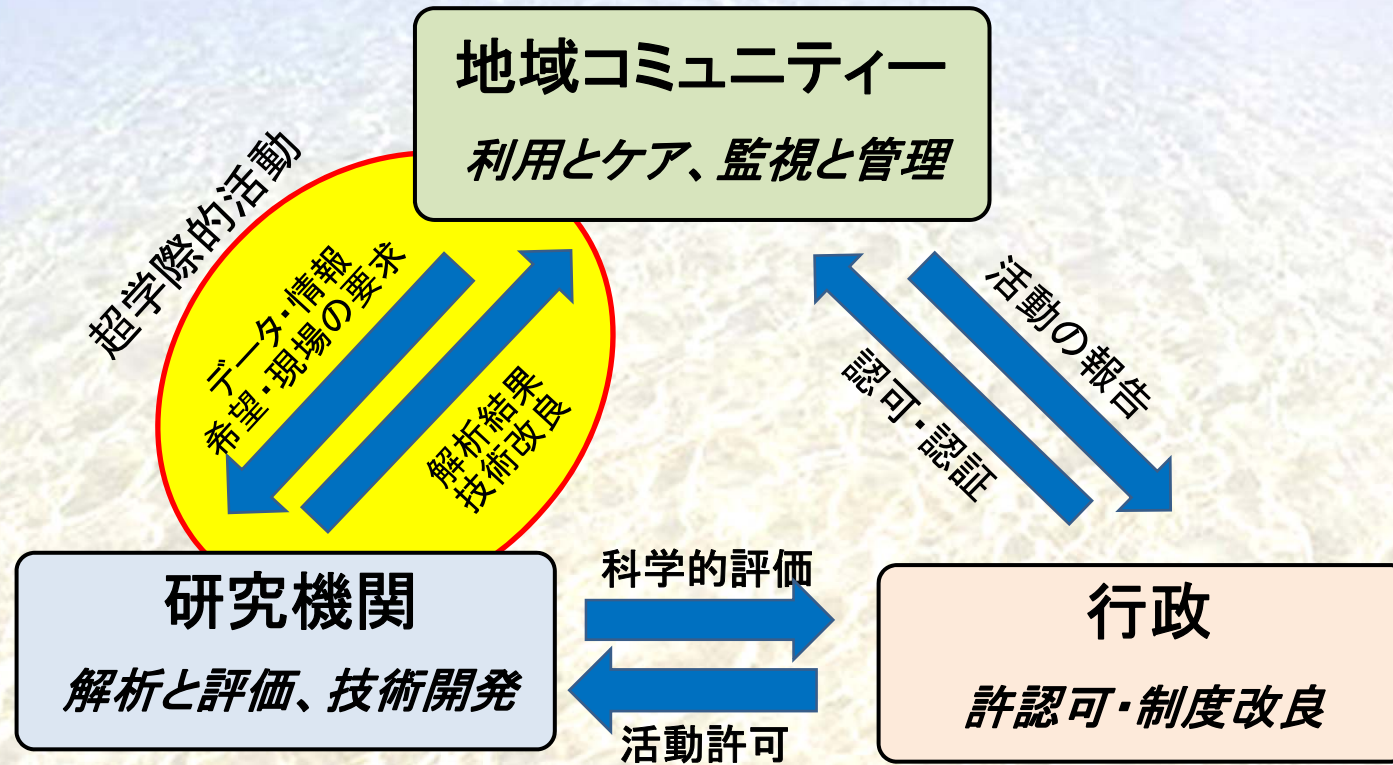 地域コミュニティー
利用とケア、監視と管理
超学際的活動
データ・情報
希望・現場の要求
解析結果
技術改良
活動の報告
認可・認証
研究機関
解析と評価、技術開発
科学的評価
活動許可
行政
許認可・制度改良